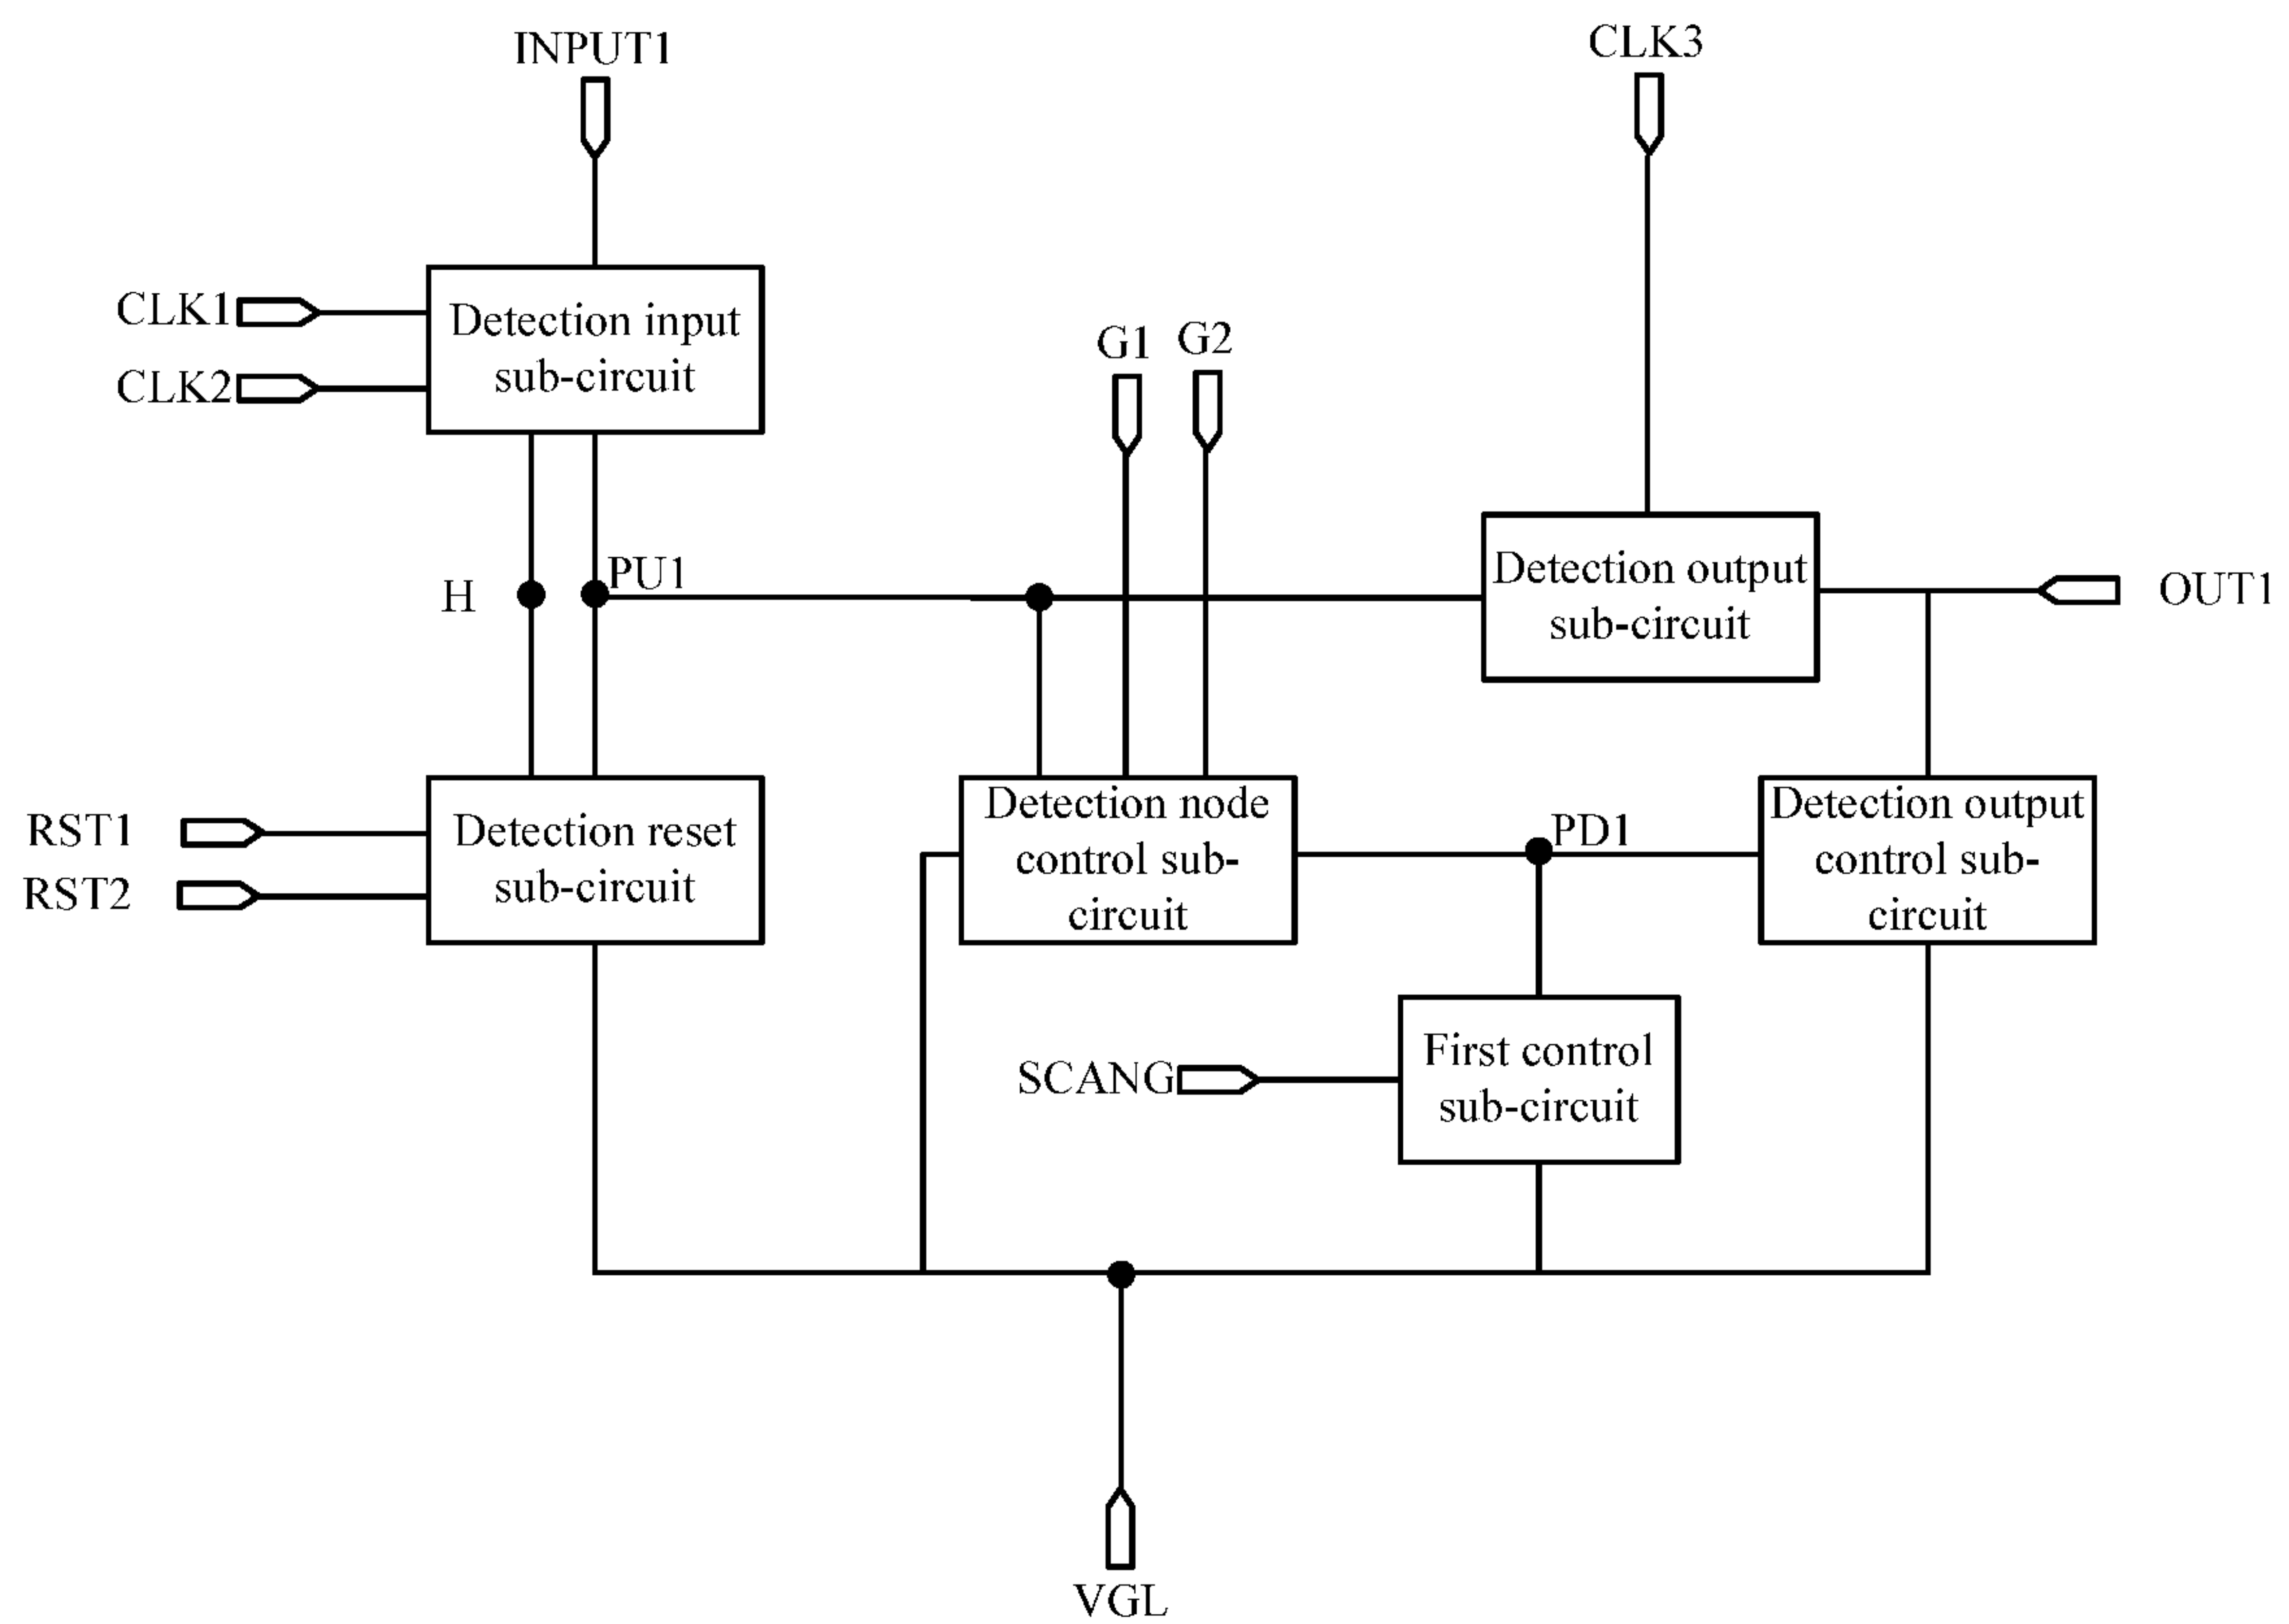 INPUT1
CLK3
CLK1
Detection input
sub-circuit
CLK2
G1
G2
H
PU1
Detection output
sub-circuit
OUT1
RST1
RST2
Detection reset
sub-circuit
Detection node
control sub-
circuit
PD1
Detection output
control sub-
circuit
SCANG
First control
sub-circuit
VGL